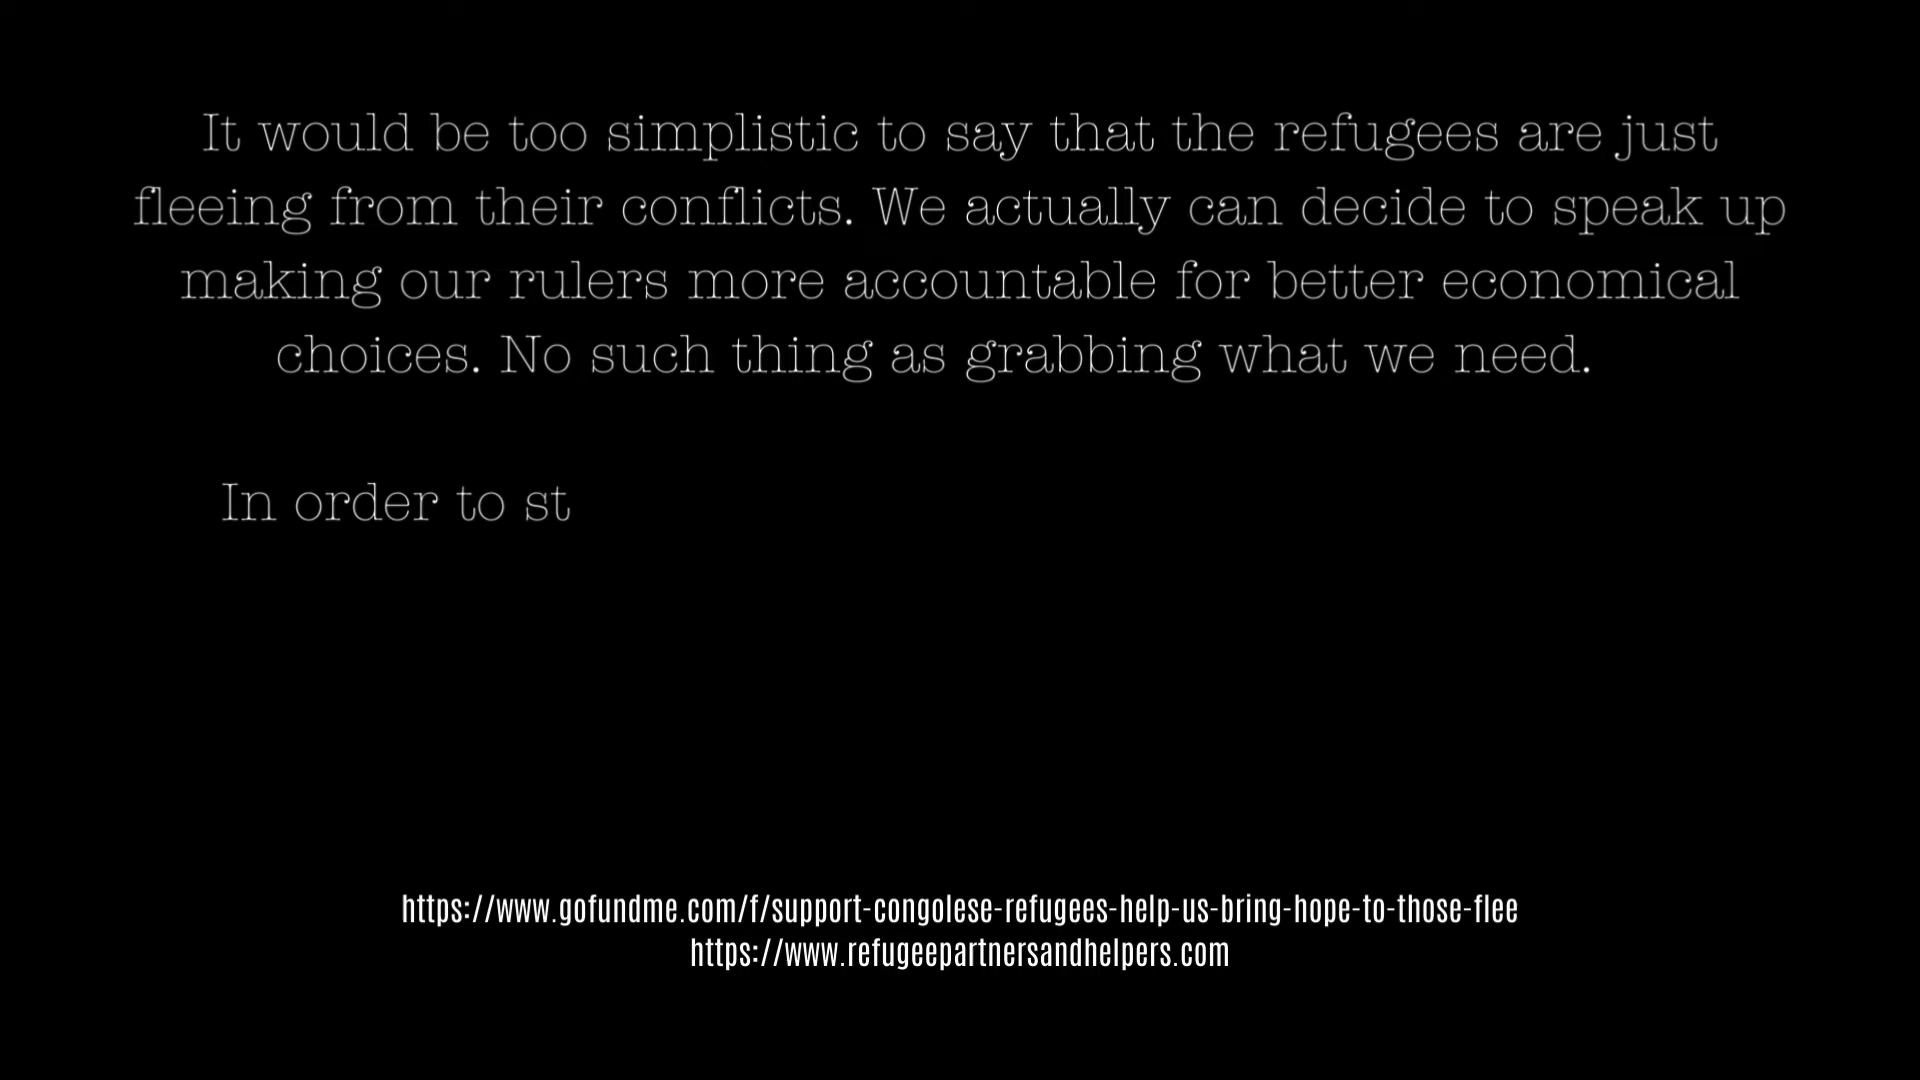 It would be too simplistic to say that the refugees are just
fleeing from their conflicts. We actually can decide to speak up
making our rulers more accountable for better economical
choices. No such thing as grabbing what we need.
In order to st
https://www.gofundme.com/f/support-congolese-refugees-help-us-bring-hope-to-those-flee
https://www.refugeepartnersandhelpers.com